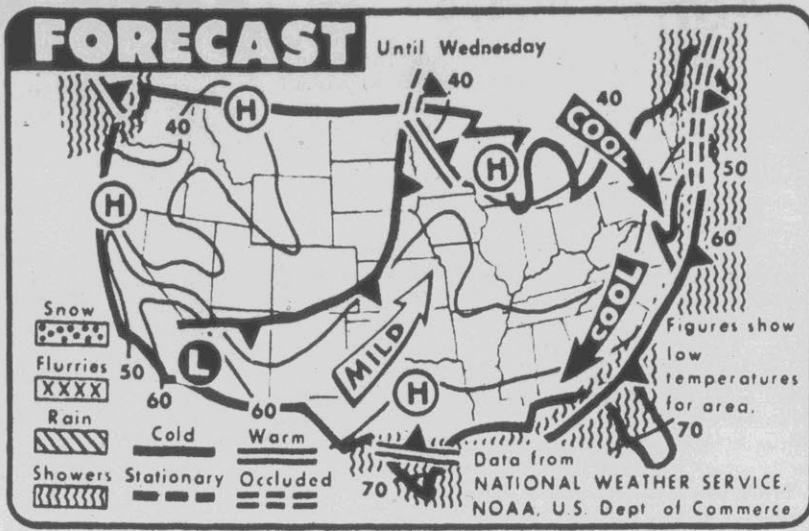 FORECAST
Until Wednesday
40
40
40
COOL
H
H
H
50
60
COOL
Snow
Flurries
XXXX
Rain
Showers
L
MILD
H
50
60
60
Cold
Warm
Stationary
Occluded
70
70
Figures show
low
temperatures
for area.
Data from
NATIONAL WEATHER SERVICE,
NOAA, U.S. Dept of Commerce